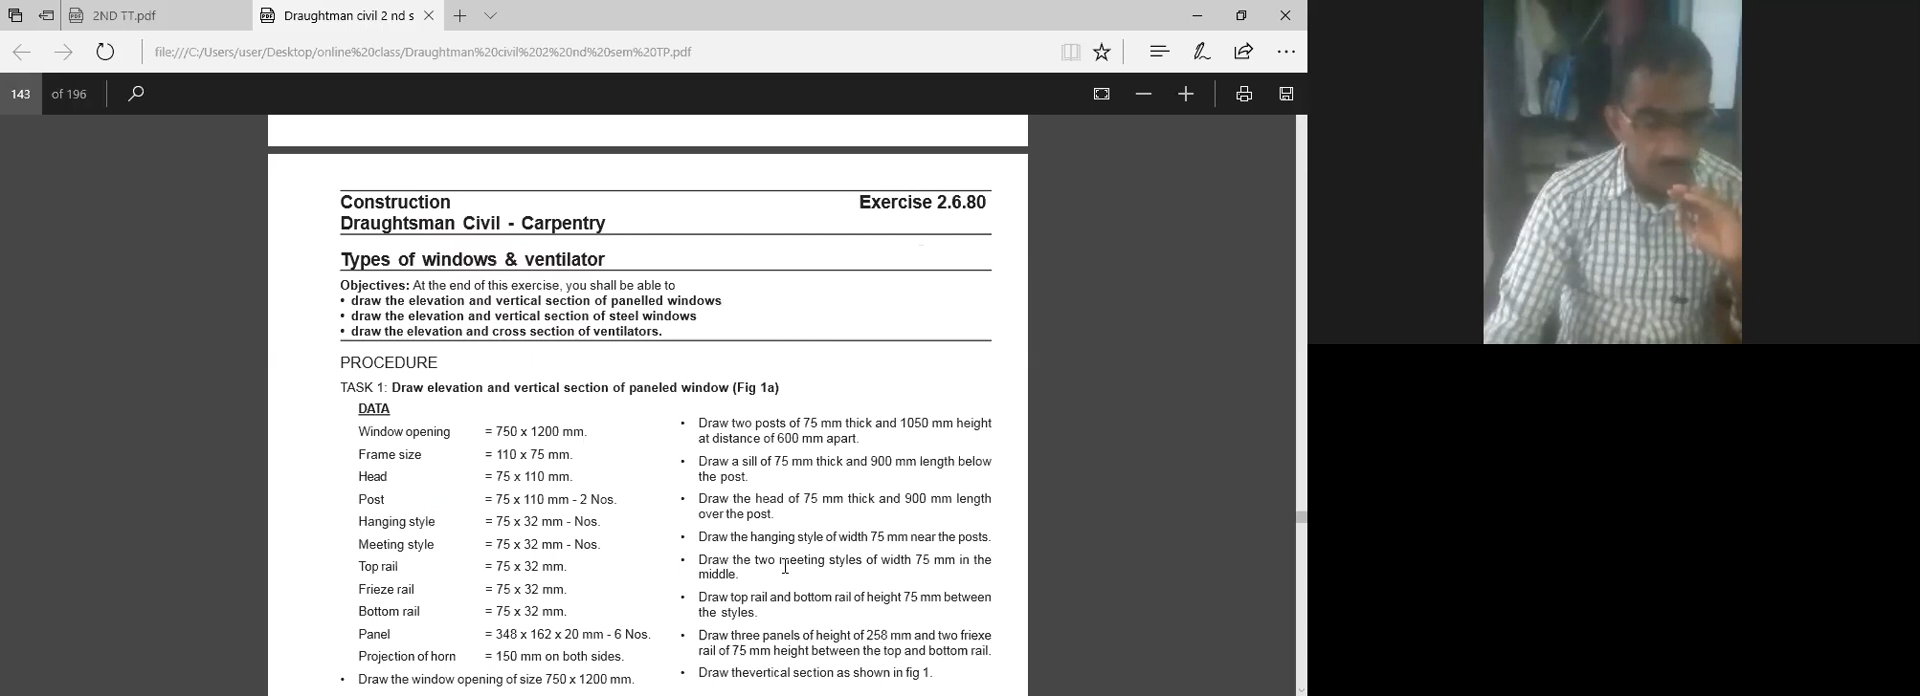 2ND TT.pdf
Draughtman civil 2 nd s
file:///C:/Users/user/Desktop/online%20class/Draughtman%20civil%202%20nd%20sem%20TP.pdf
143 of 196
Construction
Exercise 2.6.80
Draughtsman Civil - Carpentry
Types of windows & ventilator
Objectives: At the end of this exercise, you shall be able to
• draw the elevation and vertical section of panelled windows
• draw the elevation and vertical section of steel windows
• draw the elevation and cross section of ventilators.
PROCEDURE
TASK 1: Draw elevation and vertical section of paneled window (Fig 1a)
DATA
Window opening = 750 x 1200 mm.
Frame size = 110 x 75 mm.
Head = 75 x 110 mm.
Post = 75 x 110 mm - 2 Nos.
Hanging style = 75 x 32 mm - Nos.
Meeting style = 75 x 32 mm - Nos.
Top rail = 75 x 32 mm.
Frieze rail = 75 x 32 mm.
Bottom rail = 75 x 32 mm.
Panel = 348 x 162 x 20 mm - 6 Nos.
Projection of horn = 150 mm on both sides.
• Draw the window opening of size 750 x 1200 mm.
• Draw two posts of 75 mm thick and 1050 mm height
at distance of 600 mm apart.
• Draw a sill of 75 mm thick and 900 mm length below
the post.
• Draw the head of 75 mm thick and 900 mm length
over the post.
• Draw the hanging style of width 75 mm near the posts.
• Draw the two meeting styles of width 75 mm in the
middle.
• Draw top rail and bottom rail of height 75 mm between
the styles.
• Draw three panels of height of 258 mm and two friexe
rail of 75 mm height between the top and bottom rail.
• Draw thevertical section as shown in fig 1.